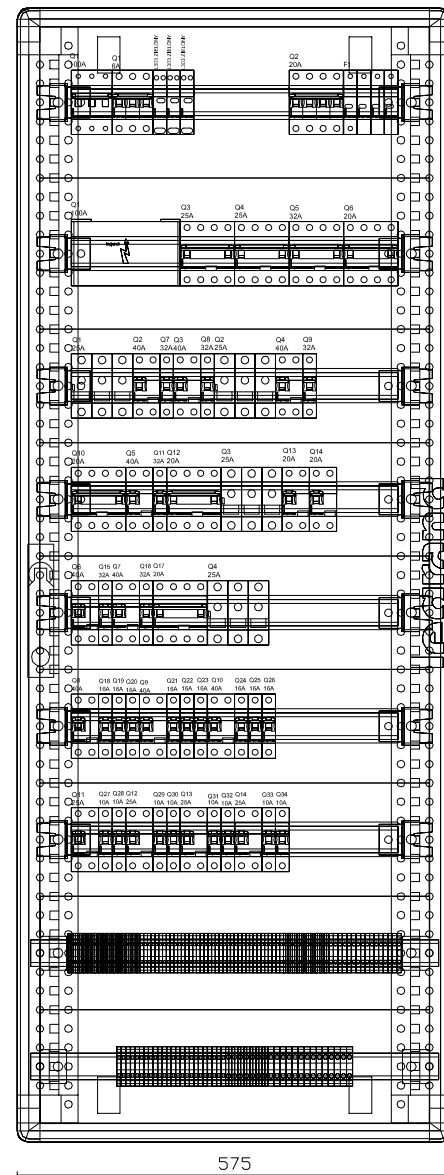 Q1 Q1 Q2 F1
100A 6A 20A
Q1 Q3 Q4 Q5 Q6
100A 25A 25A 32A 20A
legrand
Q1 Q2 Q7 Q3 Q8 Q2 Q4 Q9
25A 40A 32A 40A 32A 25A 40A 32A
Q10 Q5 Q11 Q12 Q3 Q13 Q14
20A 40A 32A 20A 25A 20A 20A
Q6 Q15 Q7 Q16 Q17 Q4
40A 32A 40A 32A 20A 25A
Q8 Q18 Q19 Q20 Q9 Q21 Q22 Q23 Q10 Q24 Q25 Q26
40A 16A 16A 16A 40A 16A 16A 16A 40A 16A 16A 16A
Q11 Q27 Q28 Q12 Q29 Q30 Q13 Q31 Q32 Q14 Q33 Q34
25A 10A 10A 25A 10A 10A 25A 10A 10A 25A 10A 10A
575